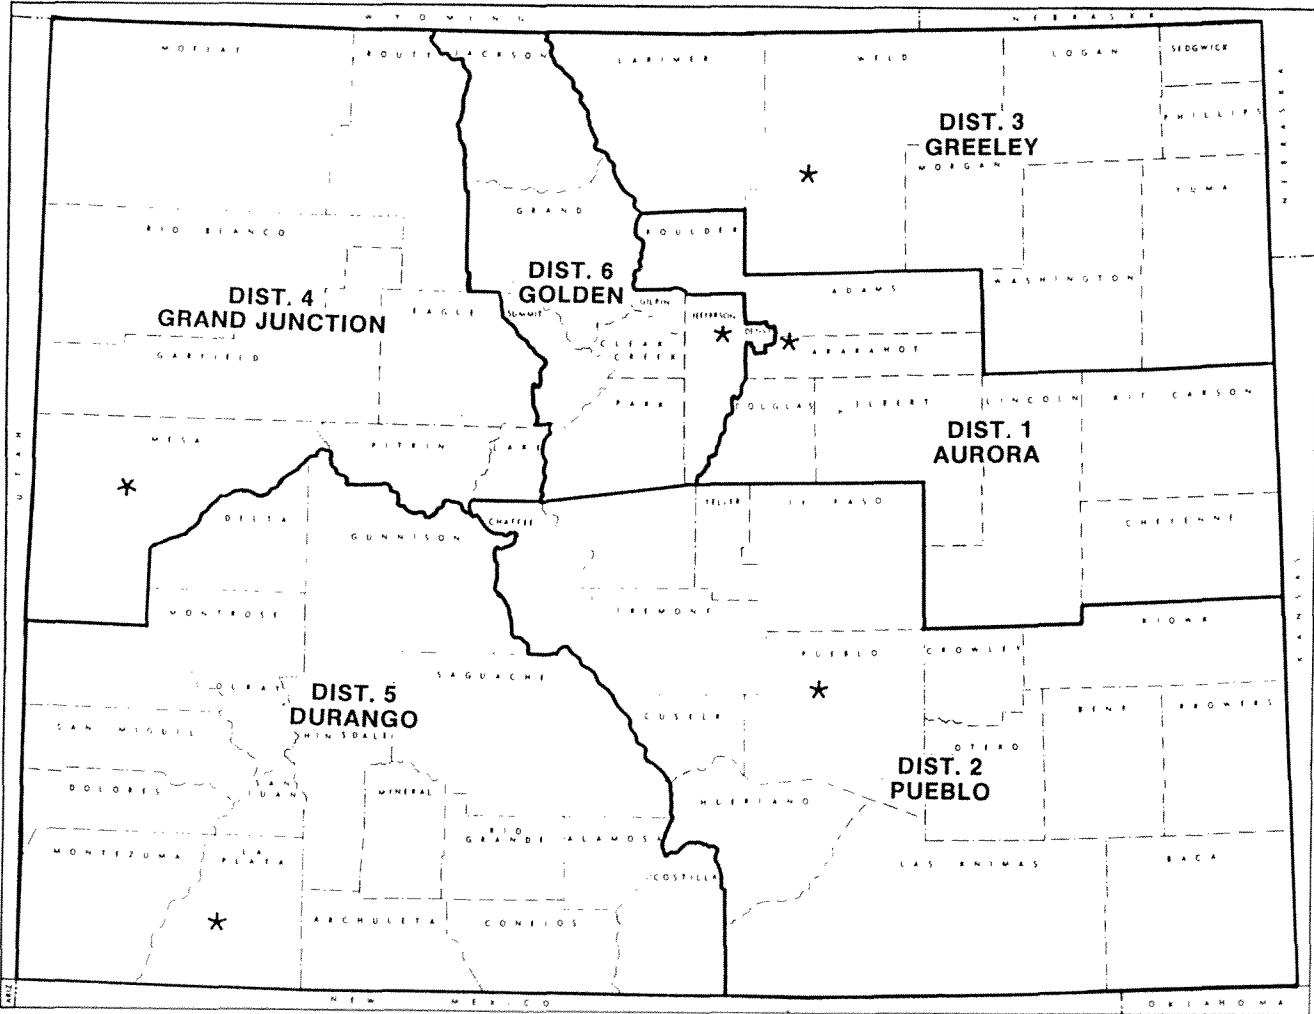 WYOMING
NEBRASKA
MOFFAT
ROUTT
JACKSON
LARIMER
WELD
LOGAN
SEDGWICK
PHILLIPS
NEBRASKA
DIST. 3
GREELEY
MORGAN
YUMA
RIO BLANCO
GRAND
BOULDER
DIST. 6
GOLDEN
GILPIN
ADAMS
WASHINGTON
DIST. 4
GRAND JUNCTION
EAGLE
SUMMIT
JEFFERSON
CLEAR
CREEK
ARAPAHOE
GARFIELD
PARK
DOUGLAS
ELBERT
LINCOLN
KIT CARSON
DIST. 1
AURORA
MESA
PITKIN
LAKE
UTAH
TELLER
EL PASO
DELTA
GUNNISON
CHAFFEE
CHEYENNE
KANSAS
MONTROSE
FREMONT
KIOWA
PUEBLO
CROWLEY
SAGUACHE
OURAY
DIST. 5
DURANGO
CUSTER
BENT
PROWERS
SAN MIGUEL
HINSDALE
OTERO
DIST. 2
PUEBLO
DOLORES
SAN
JUAN
MINERAL
HUERFANO
RIO
GRANDE
ALAMOSA
MONTEZUMA
LA
PLATA
COSTILLA
LAS ANIMAS
BACA
ARCHULETA
CONEJOS
ARIZ
NEW MEXICO
OKLAHOMA